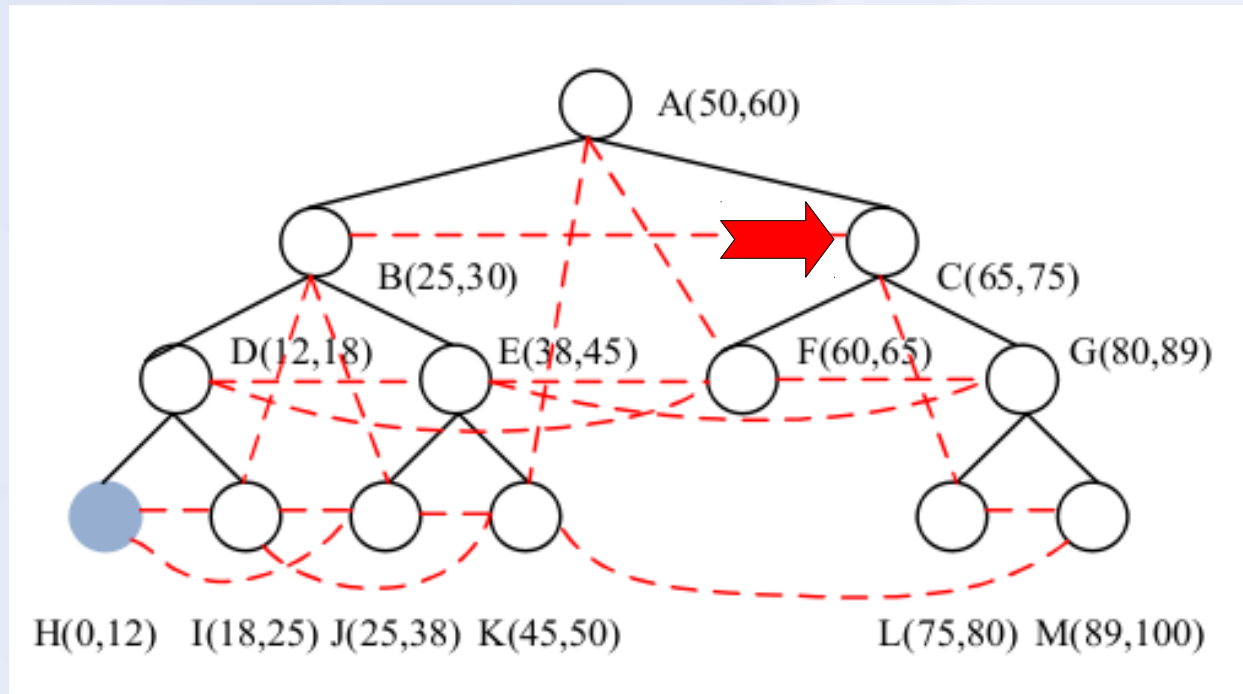 A(50,60)
B(25,30)
C(65,75)
D(12,18)
E(38,45)
F(60,65)
G(80,89)
H(0,12)
I(18,25)
J(25,38)
K(45,50)
L(75,80)
M(89,100)